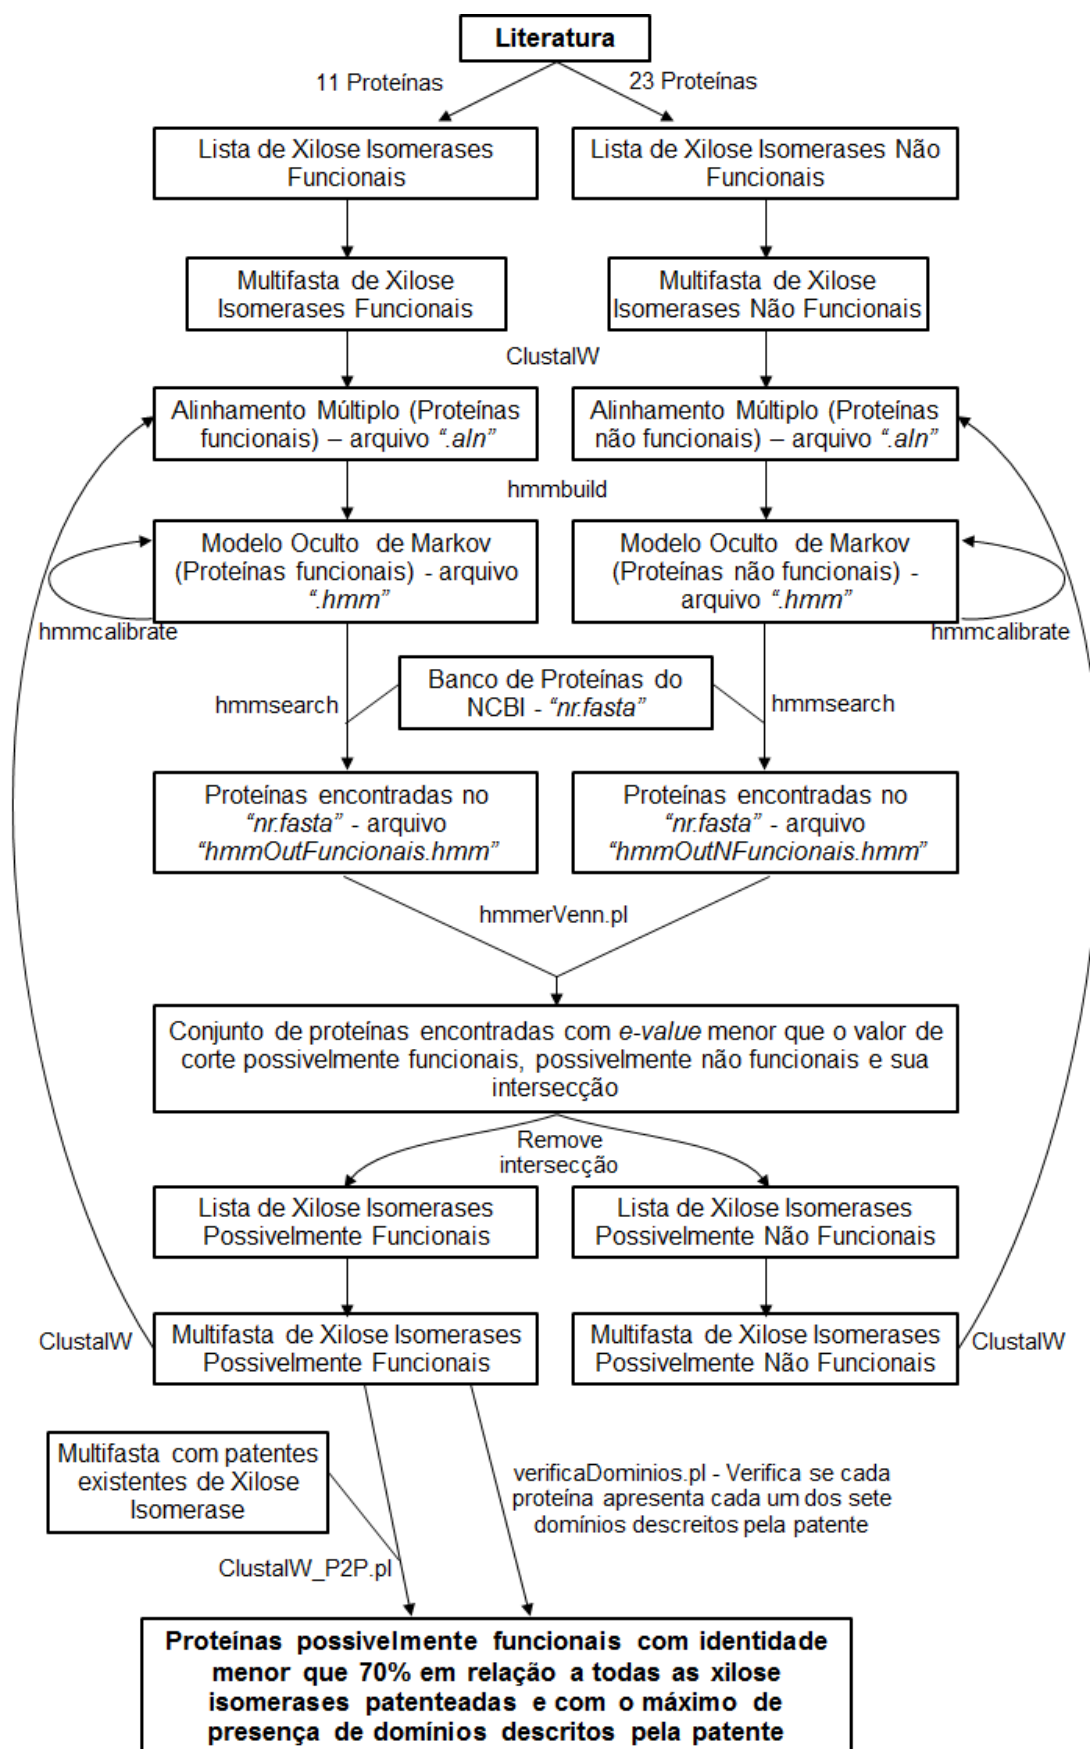 Literatura
11 Proteínas
23 Proteínas
Lista de Xilose Isomerases
Funcionais
Lista de Xilose Isomerases Não
Funcionais
Multifasta de Xilose
Isomerases Funcionais
Multifasta de Xilose
Isomerases Não Funcionais
ClustalW
Alinhamento Múltiplo (Proteínas
funcionais) – arquivo “.aln”
Alinhamento Múltiplo (Proteínas
não funcionais) – arquivo “.aln”
hmmbuild
Modelo Oculto de Markov
(Proteínas funcionais) - arquivo
“.hmm”
Modelo Oculto de Markov
(Proteínas não funcionais) -
arquivo “.hmm”
hmmcalibrate
hmmcalibrate
Banco de Proteínas do
NCBI - “nr.fasta”
hmmsearch
hmmsearch
Proteínas encontradas no
“nr.fasta” - arquivo
“hmmOutFuncionais.hmm”
Proteínas encontradas no
“nr.fasta” - arquivo
“hmmOutNFuncionais.hmm”
hmmerVenn.pl
Conjunto de proteínas encontradas com e-value menor que o valor de
corte possivelmente funcionais, possivelmente não funcionais e sua
intersecção
Remove
intersecção
Lista de Xilose Isomerases
Possivelmente Funcionais
Lista de Xilose Isomerases
Possivelmente Não Funcionais
ClustalW
Multifasta de Xilose Isomerases
Possivelmente Funcionais
Multifasta de Xilose Isomerases
Possivelmente Não Funcionais
ClustalW
Multifasta com patentes
existentes de Xilose
Isomerase
verificaDominios.pl - Verifica se cada
proteína apresenta cada um dos sete
domínios descreitos pela patente
ClustalW_P2P.pl
Proteínas possivelmente funcionais com identidade
menor que 70% em relação a todas as xilose
isomerases patenteadas e com o máximo de
presença de domínios descritos pela patente